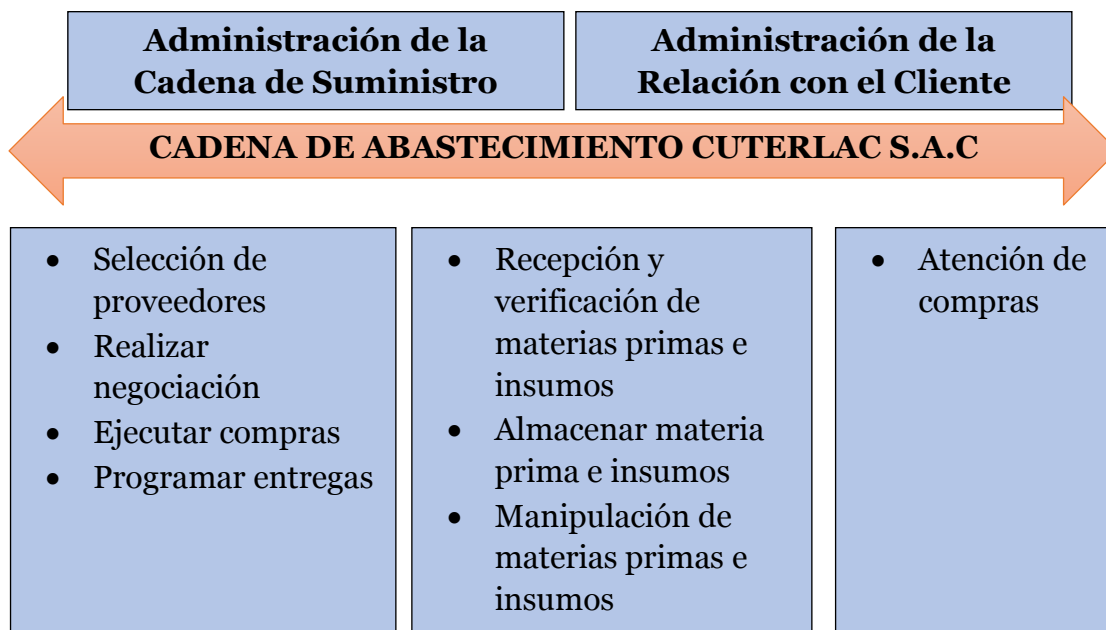 Administración de la
Cadena de Suministro
Administración de la
Relación con el Cliente
CADENA DE ABASTECIMIENTO CUTERLAC S.A.C
• Selección de
proveedores
• Realizar
negociación
• Ejecutar compras
• Programar entregas
• Recepción y
verificación de
materias primas e
insumos
• Almacenar materia
prima e insumos
• Manipulación de
materias primas e
insumos
• Atención de
compras